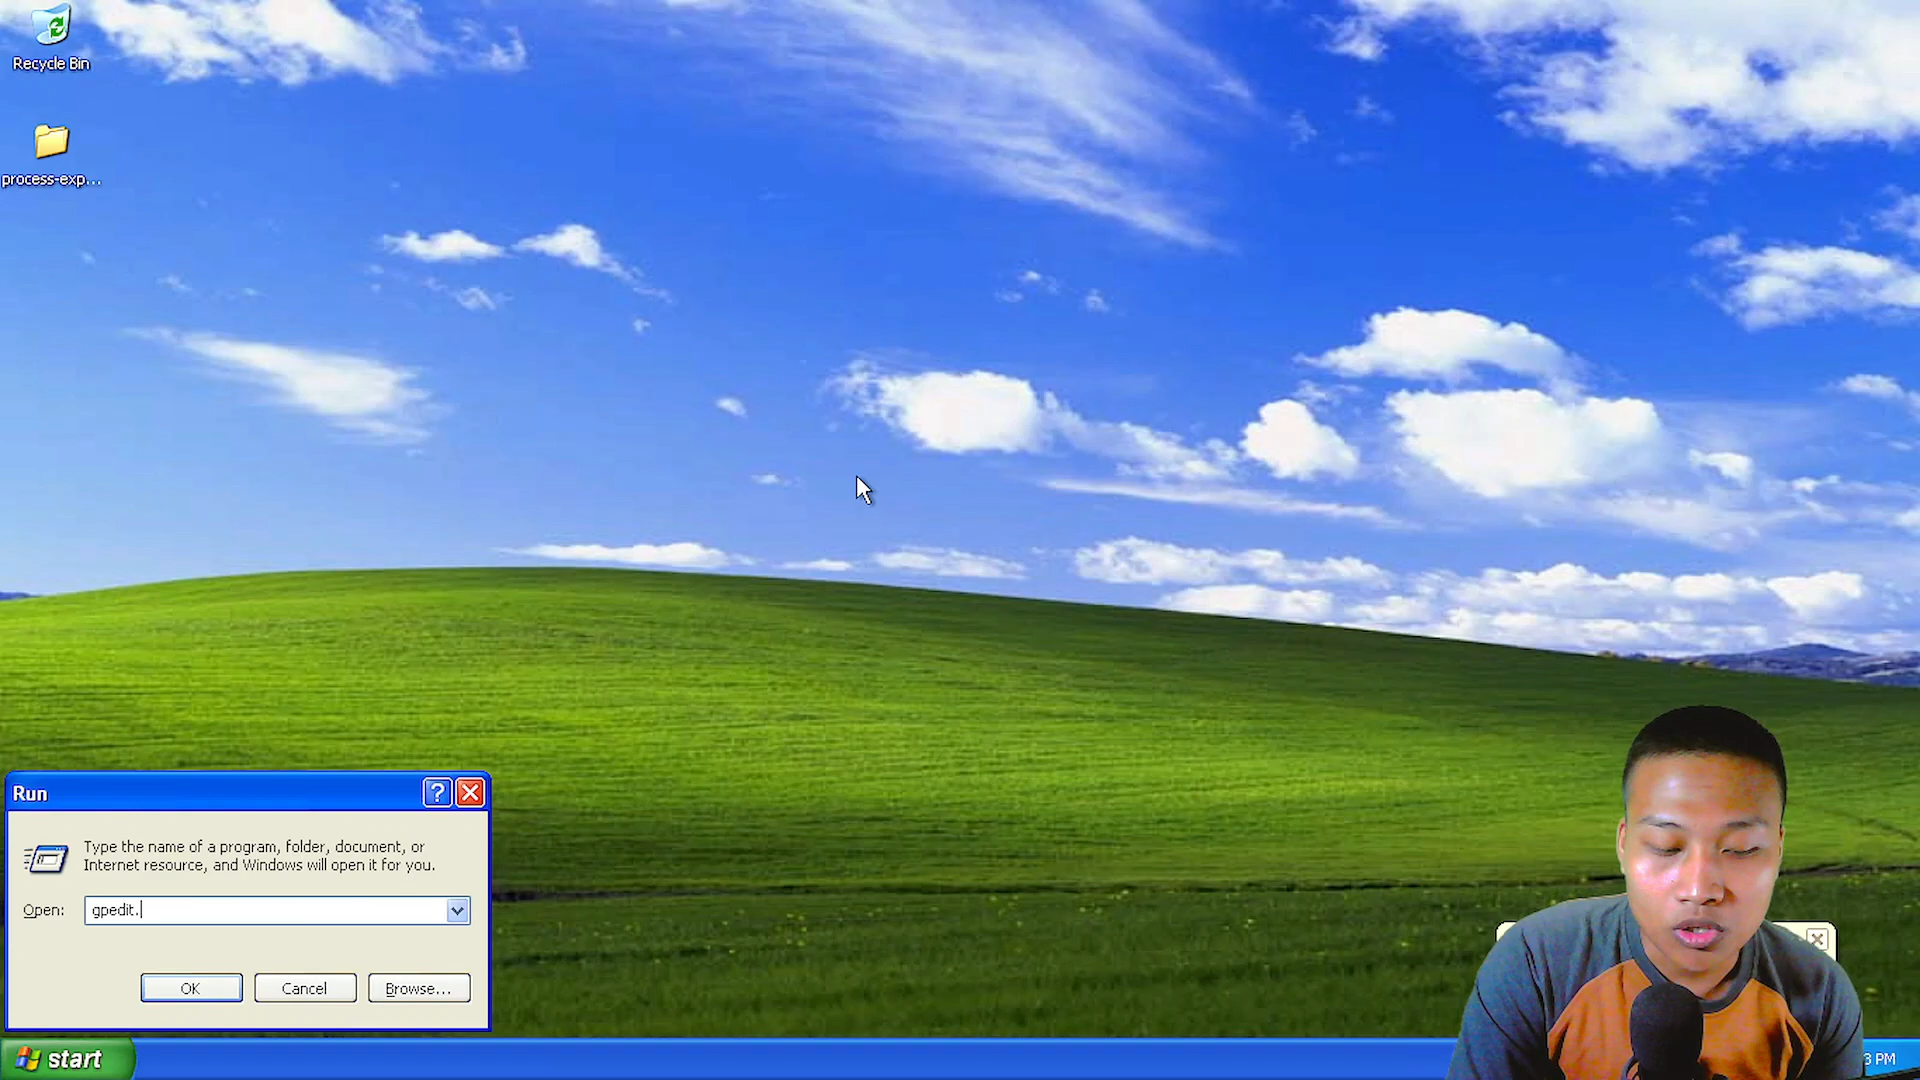 Recycle Bin
process-exp...
Run
Type the name of a program, folder, document, or
Internet resource, and Windows will open it for you.
Open:
gpedit.
OK
Cancel
Browse...
start
3 PM